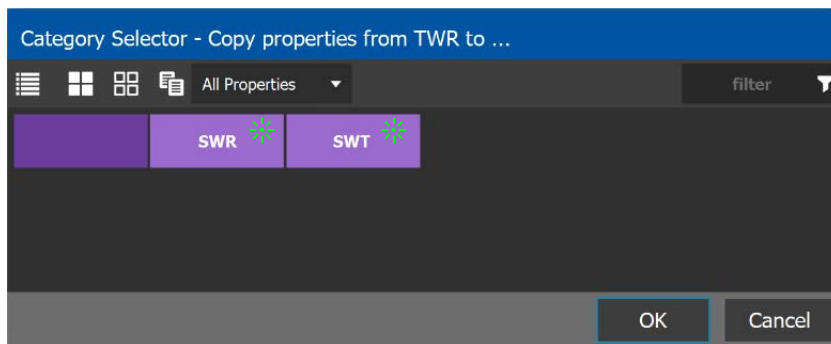 Category Selector - Copy properties from TWR to ...
All Properties filter
SWR SWT
OK Cancel